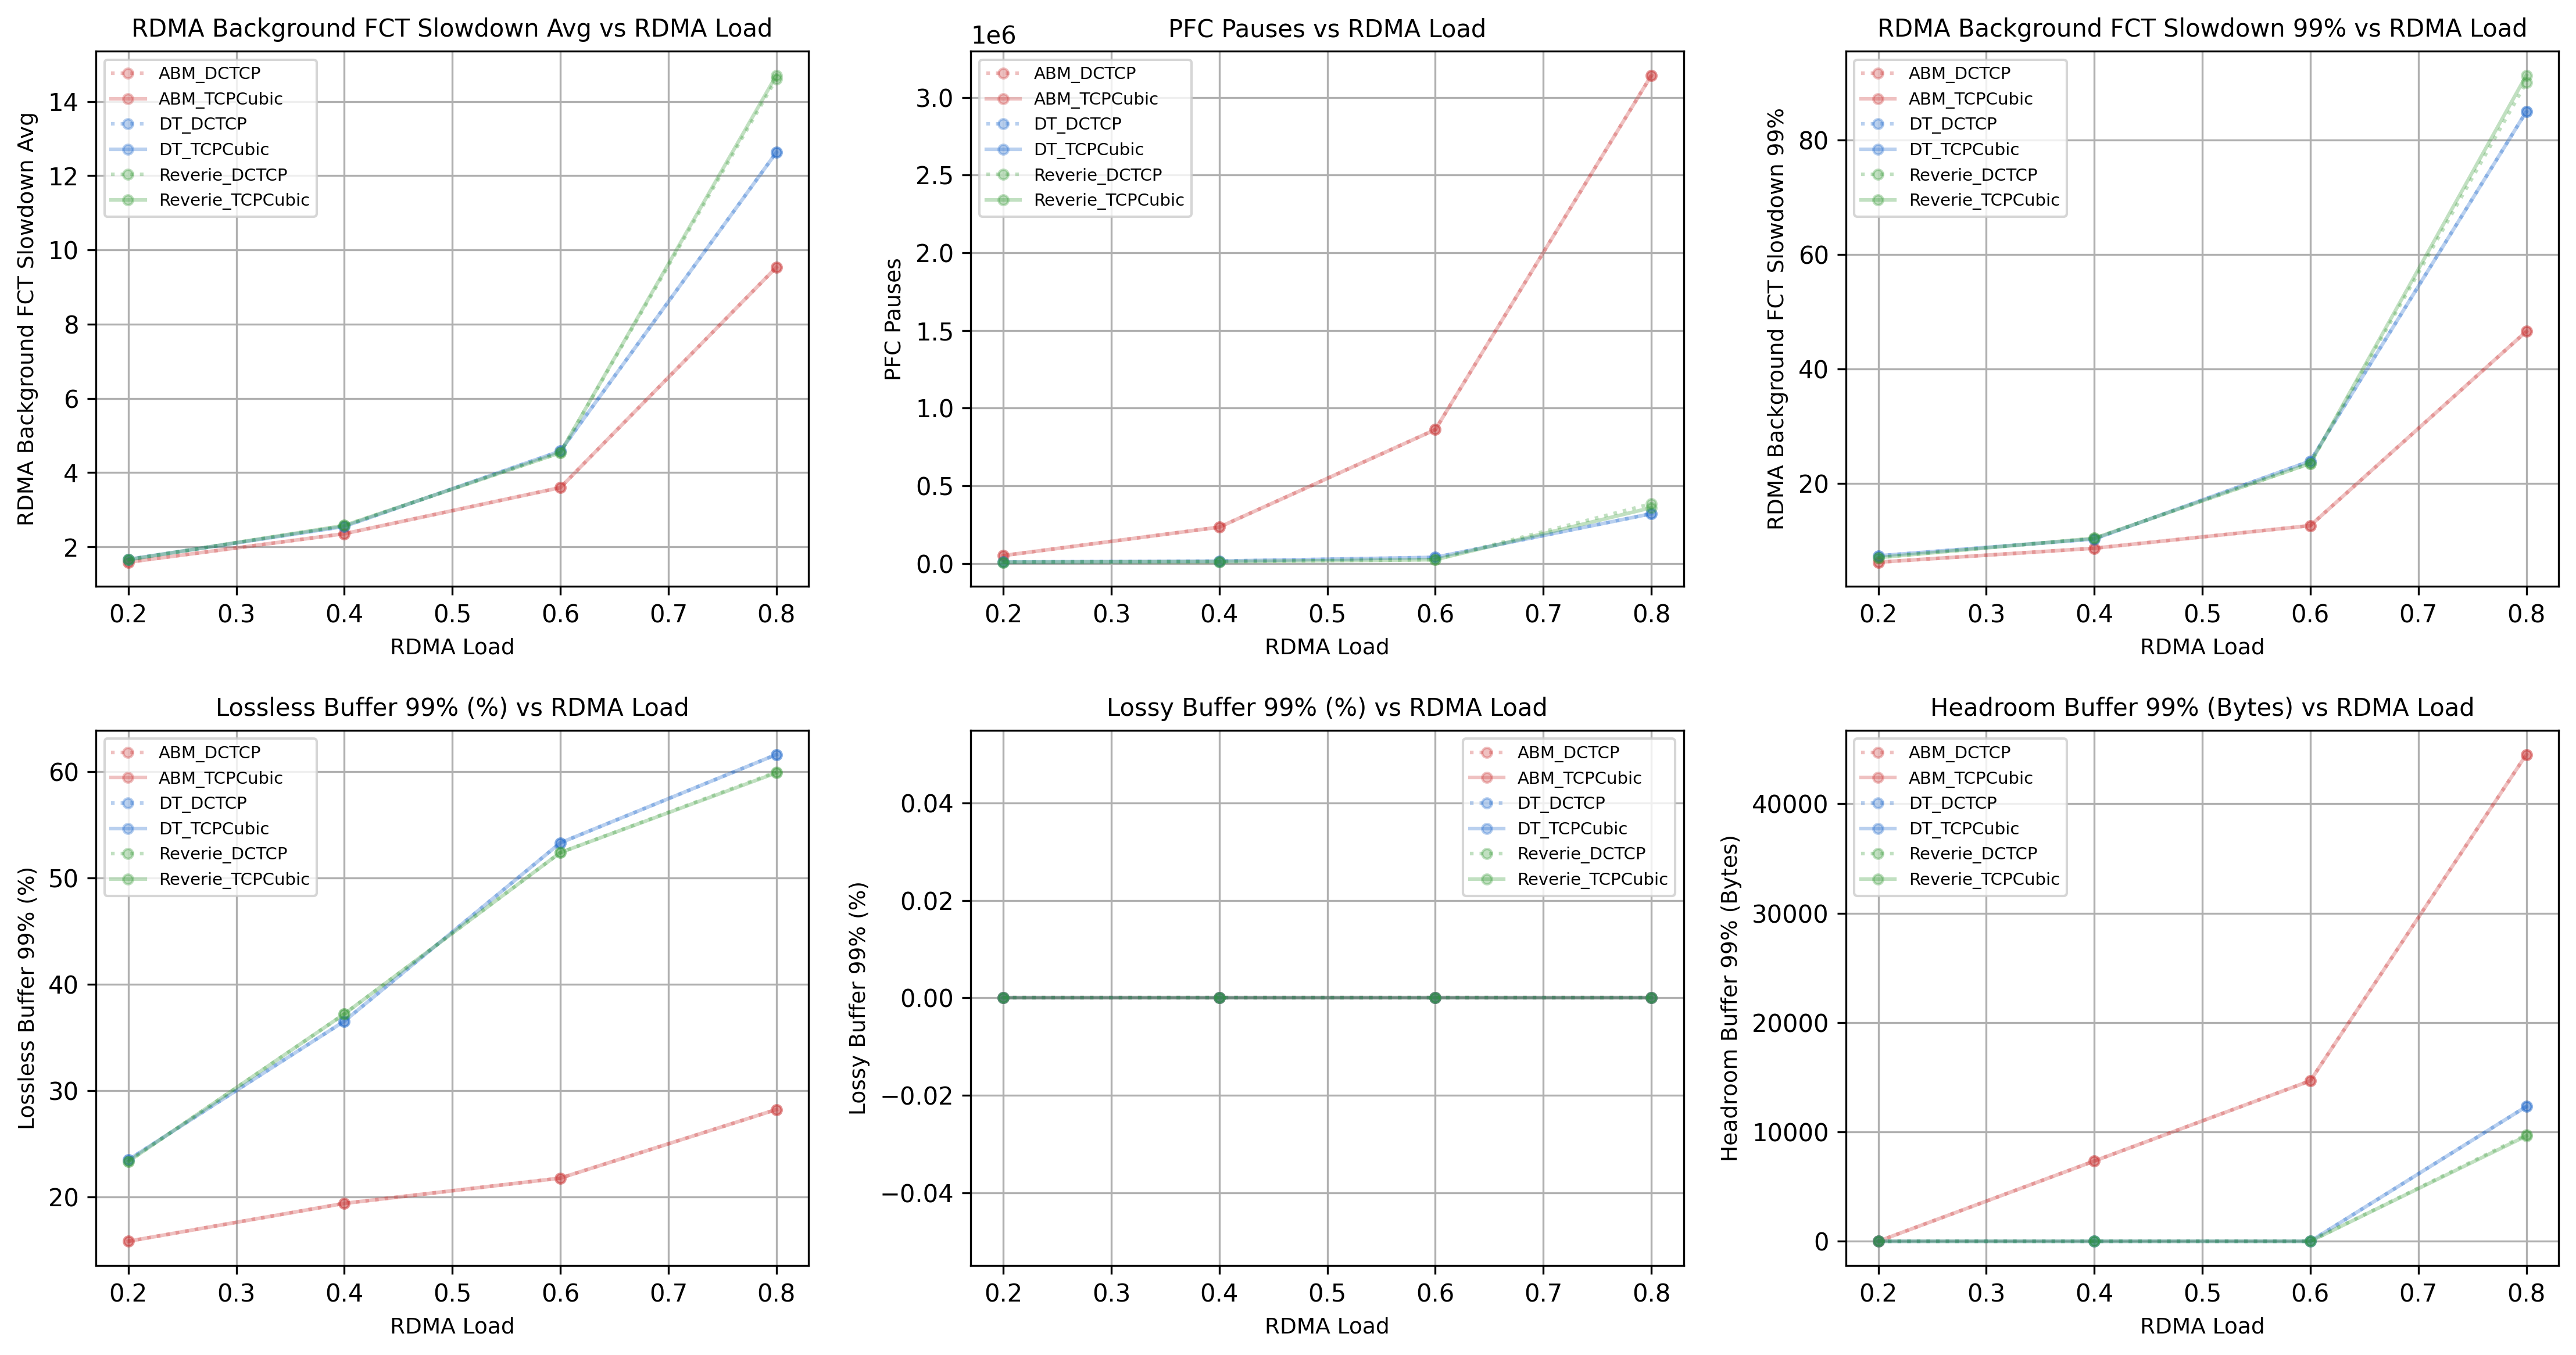 RDMA Background FCT Slowdown Avg vs RDMA Load
RDMA Background FCT Slowdown Avg
14
12
10
8
6
4
2
ABM_DCTCP
ABM_TCPCubic
DT_DCTCP
DT_TCPCubic
Reverie_DCTCP
Reverie_TCPCubic
0.2 0.3 0.4 0.5 0.6 0.7 0.8
RDMA Load
PFC Pauses vs RDMA Load
1e6
PFC Pauses
3.0
2.5
2.0
1.5
1.0
0.5
0.0
ABM_DCTCP
ABM_TCPCubic
DT_DCTCP
DT_TCPCubic
Reverie_DCTCP
Reverie_TCPCubic
0.2 0.3 0.4 0.5 0.6 0.7 0.8
RDMA Load
RDMA Background FCT Slowdown 99% vs RDMA Load
RDMA Background FCT Slowdown 99%
80
60
40
20
ABM_DCTCP
ABM_TCPCubic
DT_DCTCP
DT_TCPCubic
Reverie_DCTCP
Reverie_TCPCubic
0.2 0.3 0.4 0.5 0.6 0.7 0.8
RDMA Load
Lossless Buffer 99% (%) vs RDMA Load
Lossless Buffer 99% (%)
60
50
40
30
20
ABM_DCTCP
ABM_TCPCubic
DT_DCTCP
DT_TCPCubic
Reverie_DCTCP
Reverie_TCPCubic
0.2 0.3 0.4 0.5 0.6 0.7 0.8
RDMA Load
Lossy Buffer 99% (%) vs RDMA Load
Lossy Buffer 99% (%)
0.04
0.02
0.00
−0.02
−0.04
ABM_DCTCP
ABM_TCPCubic
DT_DCTCP
DT_TCPCubic
Reverie_DCTCP
Reverie_TCPCubic
0.2 0.3 0.4 0.5 0.6 0.7 0.8
RDMA Load
Headroom Buffer 99% (Bytes) vs RDMA Load
Headroom Buffer 99% (Bytes)
40000
30000
20000
10000
0
ABM_DCTCP
ABM_TCPCubic
DT_DCTCP
DT_TCPCubic
Reverie_DCTCP
Reverie_TCPCubic
0.2 0.3 0.4 0.5 0.6 0.7 0.8
RDMA Load